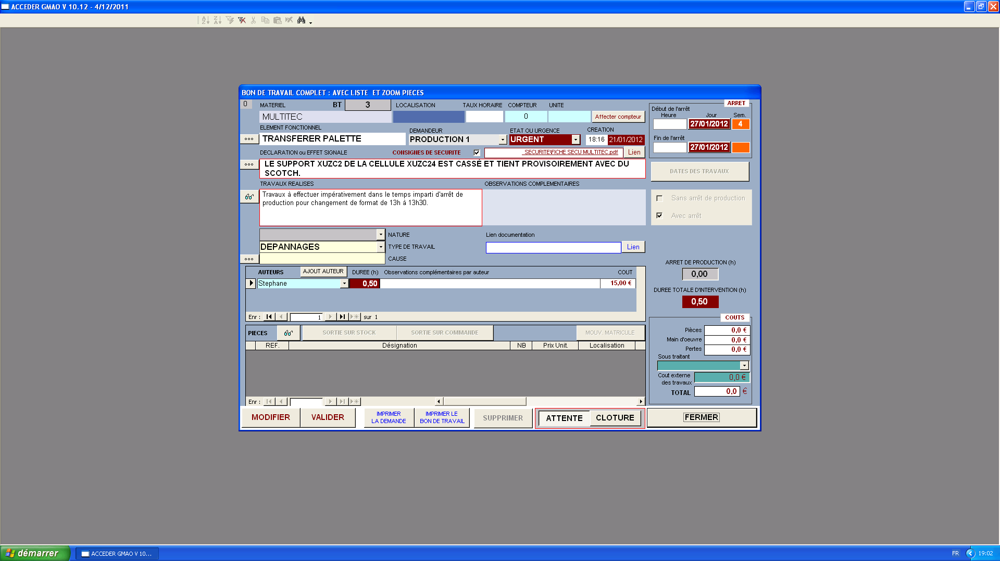 ACCEDER GMAO V 10.12 - 4/12/2011
BON DE TRAVAIL COMPLET : AVEC LISTE  ET ZOOM PIECES
0
MATERIEL
BT
3
LOCALISATION
TAUX HORAIRE
COMPTEUR
UNITE
MULTITEC
0
Affecter compteur
ARRET
Début de l'arrêt
Heure
Jour
Sem.
27/01/2012
4
Fin de l'arrêt
27/01/2012
ELEMENT FONCTIONNEL
DEMANDEUR
ETAT OU URGENCE
CREATION
TRANSFERER PALETTE
PRODUCTION 1
URGENT
18:16
21/01/2012
DECLARATION ou EFFET SIGNALE
CONSIGNES DE SECURITE
_SECURITE\FICHE SECU MULTITEC.pdf
Lien
LE SUPPORT XUZC2 DE LA CELLULE XUZC24 EST CASSÉ ET TIENT PROVISOIREMENT AVEC DU
SCOTCH.
DATES DES TRAVAUX
TRAVAUX REALISES
OBSERVATIONS COMPLEMENTAIRES
Travaux à effectuer impérativement dans le temps imparti d'arrêt de
production pour changement de format de 13h à 13h30.
Sans arrêt de production
Avec arrêt
NATURE
Lien documentation
DEPANNAGES
TYPE DE TRAVAIL
Lien
CAUSE
ARRET DE PRODUCTION (h)
0,00
DUREE TOTALE D'INTERVENTION (h)
0,50
AUTEURS
AJOUT AUTEUR
DUREE (h)
Observations complémentaires par auteur
COUT
Stephane
0,50
15,00 €
Enr :
1
sur  1
PIECES
SORTIE SUR STOCK
SORTIE SUR COMMANDE
MOUV. MATRICULE
REF.
Désignation
NB
Prix Unit.
Localisation
Enr :
COUTS
Pièces
0,0 €
Main d'oeuvre
0,0 €
Pertes
0,0 €
Sous traitant
Cout externe
des travaux
0,0 €
TOTAL
0,0
€
MODIFIER
VALIDER
IMPRIMER
LA DEMANDE
IMPRIMER LE
BON DE TRAVAIL
SUPPRIMER
ATTENTE
CLOTURE
FERMER
démarrer
ACCEDER GMAO V 10...
FR
19:02